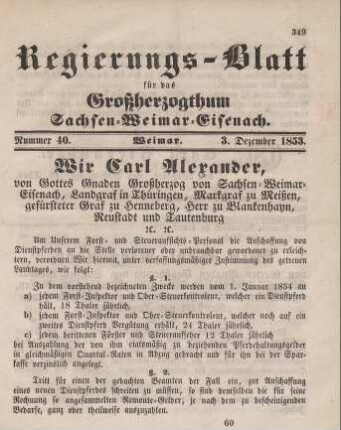 349
Regierungs-Blatt
für das
Großherzogthum
Sachsen-Weimar-Eisenach.
Nummer 40. Weimar. 3. Dezember 1853.
Wir Carl Alexander,
von Gottes Gnaden Großherzog von Sachsen-Weimar-
Eisenach, Landgraf in Thüringen, Markgraf zu Meißen,
gefürsteter Graf zu Henneberg, Herr zu Blankenhayn,
Neustadt und Tautenburg
ꝛc. ꝛc.
Um Unserem Forst- und Steueraufsichts-Personal die Anschaffung von
Dienstpferden an die Stelle verlorener oder unbrauchbar gewordener zu erleich-
tern, verordnen Wir hiermit, unter verfassungsmäßiger Zustimmung des getreuen
Landtages, wie folgt:
§. 1.
Zu dem vorstehend bezeichneten Zwecke werden vom 1. Januar 1854 an
a) jedem Forst-Inspektor und Ober-Steuerkontroleur, welcher ein Dienstpferd
hält, 18 Thaler jährlich,
b) jedem Forst-Inspektor und Ober-Steuerkontroleur, welcher noch auf ein
zweites Dienstpferd Vergütung erhält, 24 Thaler jährlich,
c) jedem berittenen Förster und Steueraufseher 12 Thaler jährlich
bei Auszahlung der von ihm etatmäßig zu beziehenden Pferdehaltungsgelder
in gleichmäßigen Quartal-Raten in Abzug gebracht und für ihn bei der Spar-
kasse verzinslich angelegt.
§. 2.
Tritt für einen der gedachten Beamten der Fall ein, zur Anschaffung
eines neuen Dienstpferdes schreiten zu müssen, so sind demselben die für seine
Rechnung so angesammelten Remonte-Gelder, je nach dem zu bescheinigenden
Bedarfe, ganz oder theilweise auszuzahlen.
60